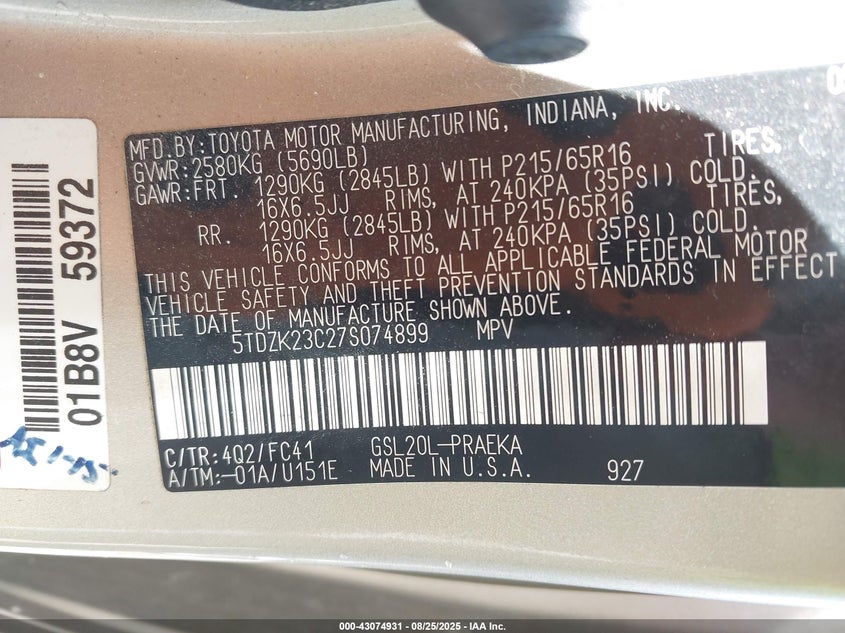 MFD.BY:TOYOTA MOTOR MANUFACTURING, INDIANA, INC.
GVWR:2580KG (5690LB)
GAWR:FRT. 1290KG (2845LB) WITH P215/65R16 TIRES,
16X6.5JJ RIMS, AT 240KPA (35PSI) COLD.
RR. 1290KG (2845LB) WITH P215/65R16 TIRES,
16X6.5JJ RIMS, AT 240KPA (35PSI) COLD.
THIS VEHICLE CONFORMS TO ALL APPLICABLE FEDERAL MOTOR
VEHICLE SAFETY AND THEFT PREVENTION STANDARDS IN EFFECT
THE DATE OF MANUFACTURE SHOWN ABOVE.
5TDZK23C27S074899 MPV
C/TR:4Q2/FC41 GSL20L-PRAEKA
A/TM:-01A/U151E MADE IN U.S.A. 927
01B8V 59372
000-43074931 - 08/25/2025 - IAA Inc.